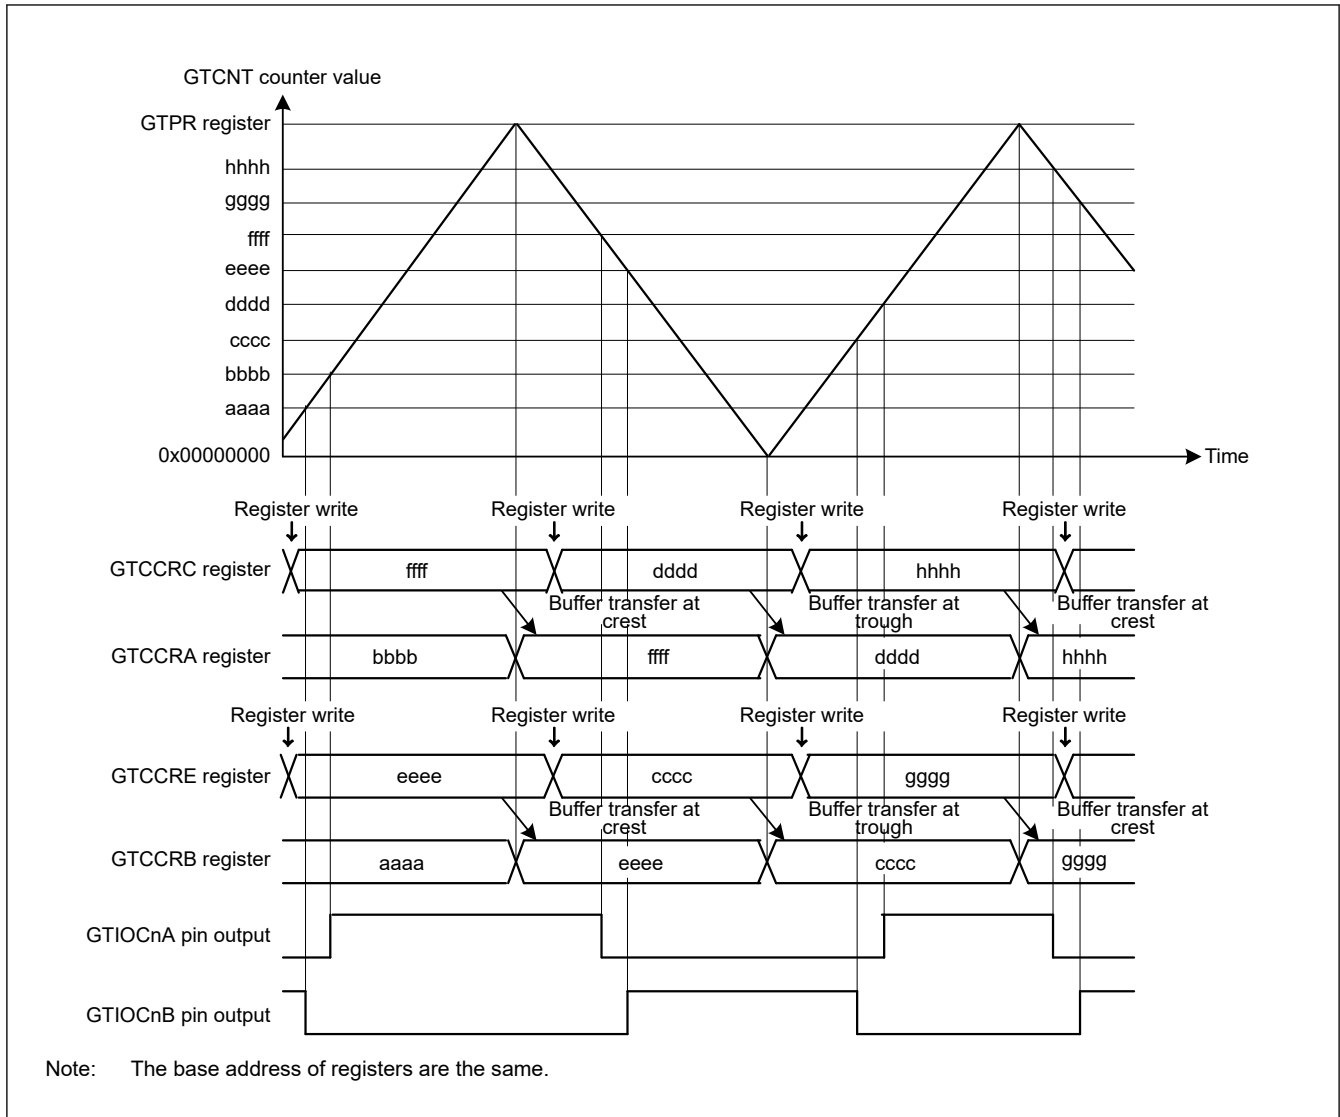 GTCNT counter value
GTPR register
hhhh
gggg
ffff
eeee
dddd
cccc
bbbb
aaaa
0x00000000
Time
Register write Register write Register write Register write
GTCCRC register ffff dddd hhhh
Buffer transfer at crest Buffer transfer at trough Buffer transfer at crest
GTCCRA register bbbb ffff dddd hhhh
Register write Register write Register write Register write
GTCCRE register eeee cccc gggg
Buffer transfer at crest Buffer transfer at trough Buffer transfer at crest
GTCCRB register aaaa eeee cccc gggg
GTIOCnA pin output
GTIOCnB pin output
Note: The base address of registers are the same.